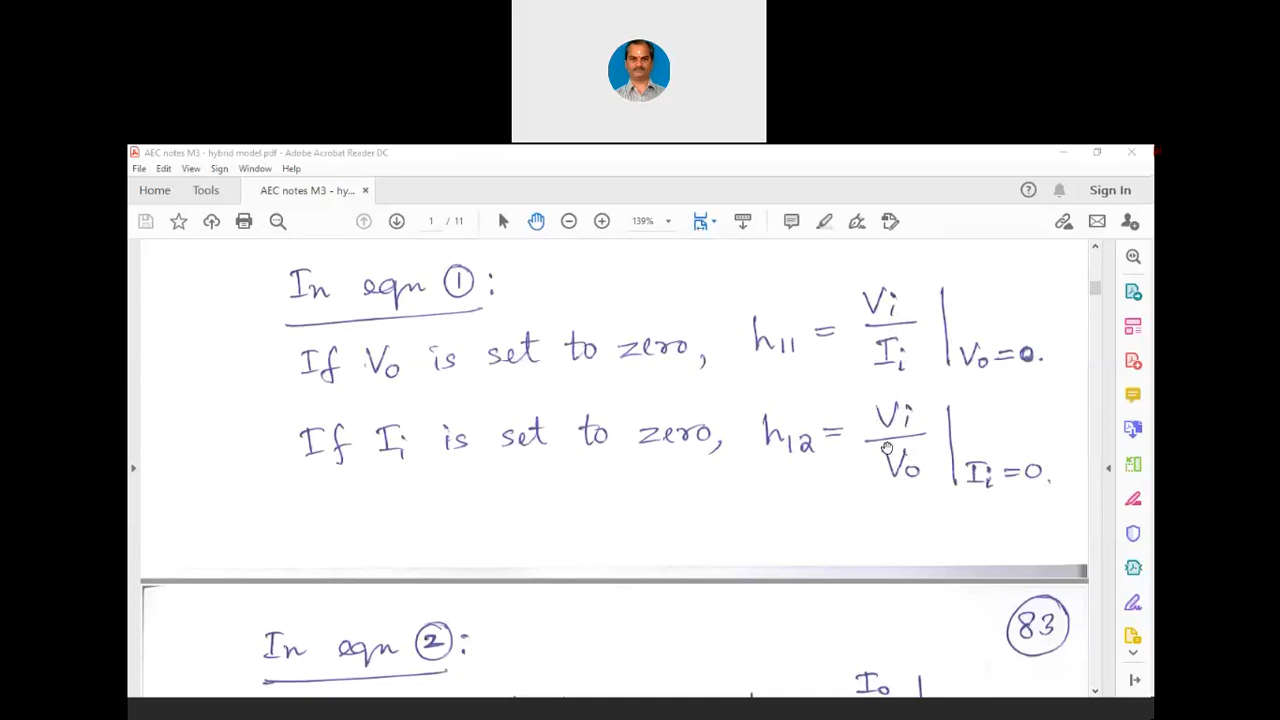 AEC notes M3 - hybrid model.pdf - Adobe Acrobat Reader DC
File Edit View Sign Window Help
Home Tools AEC notes M3 - hy... × Sign In
1 / 11 139%
In eqn ①:
If Vo is set to zero, h11 = Vi / Ii | Vo=0.
If Ii is set to zero, h12 = Vi / Vo | Ii=0.
83
In eqn ②:
Io